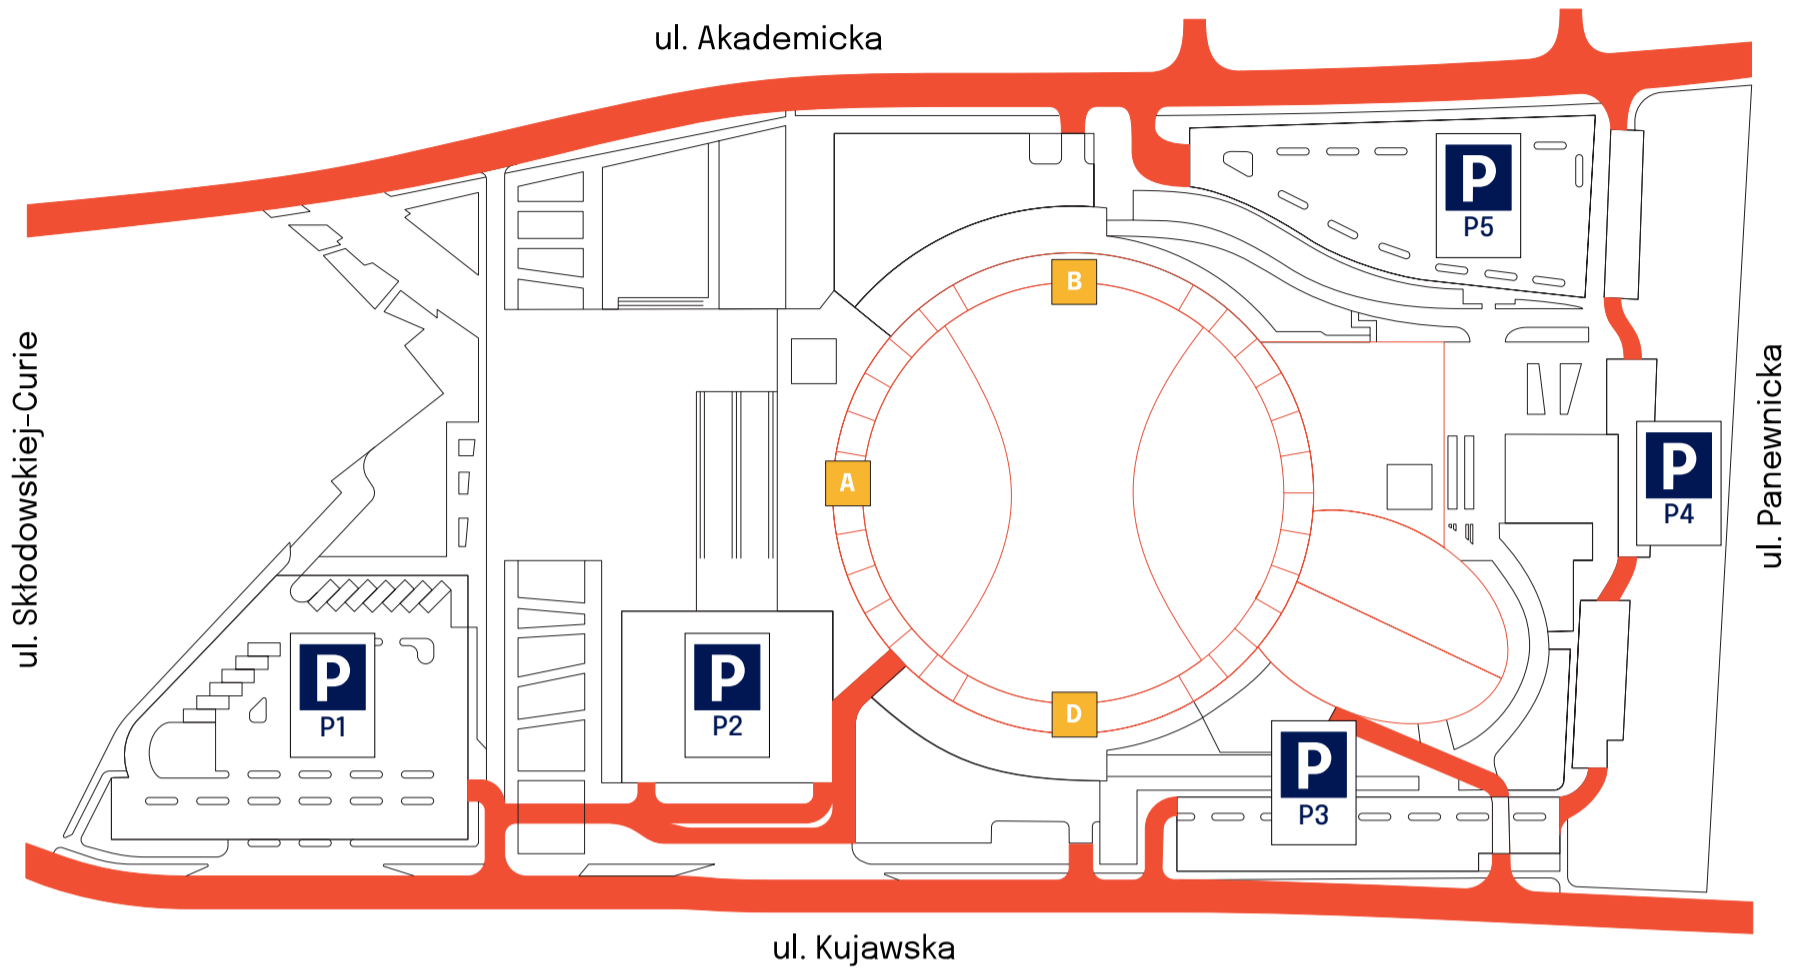 ul. Akademicka
P
P5
B
ul. Skłodowskiej-Curie
ul. Panewnicka
A
P
P4
P
P1
P
P2
D
P
P3
ul. Kujawska